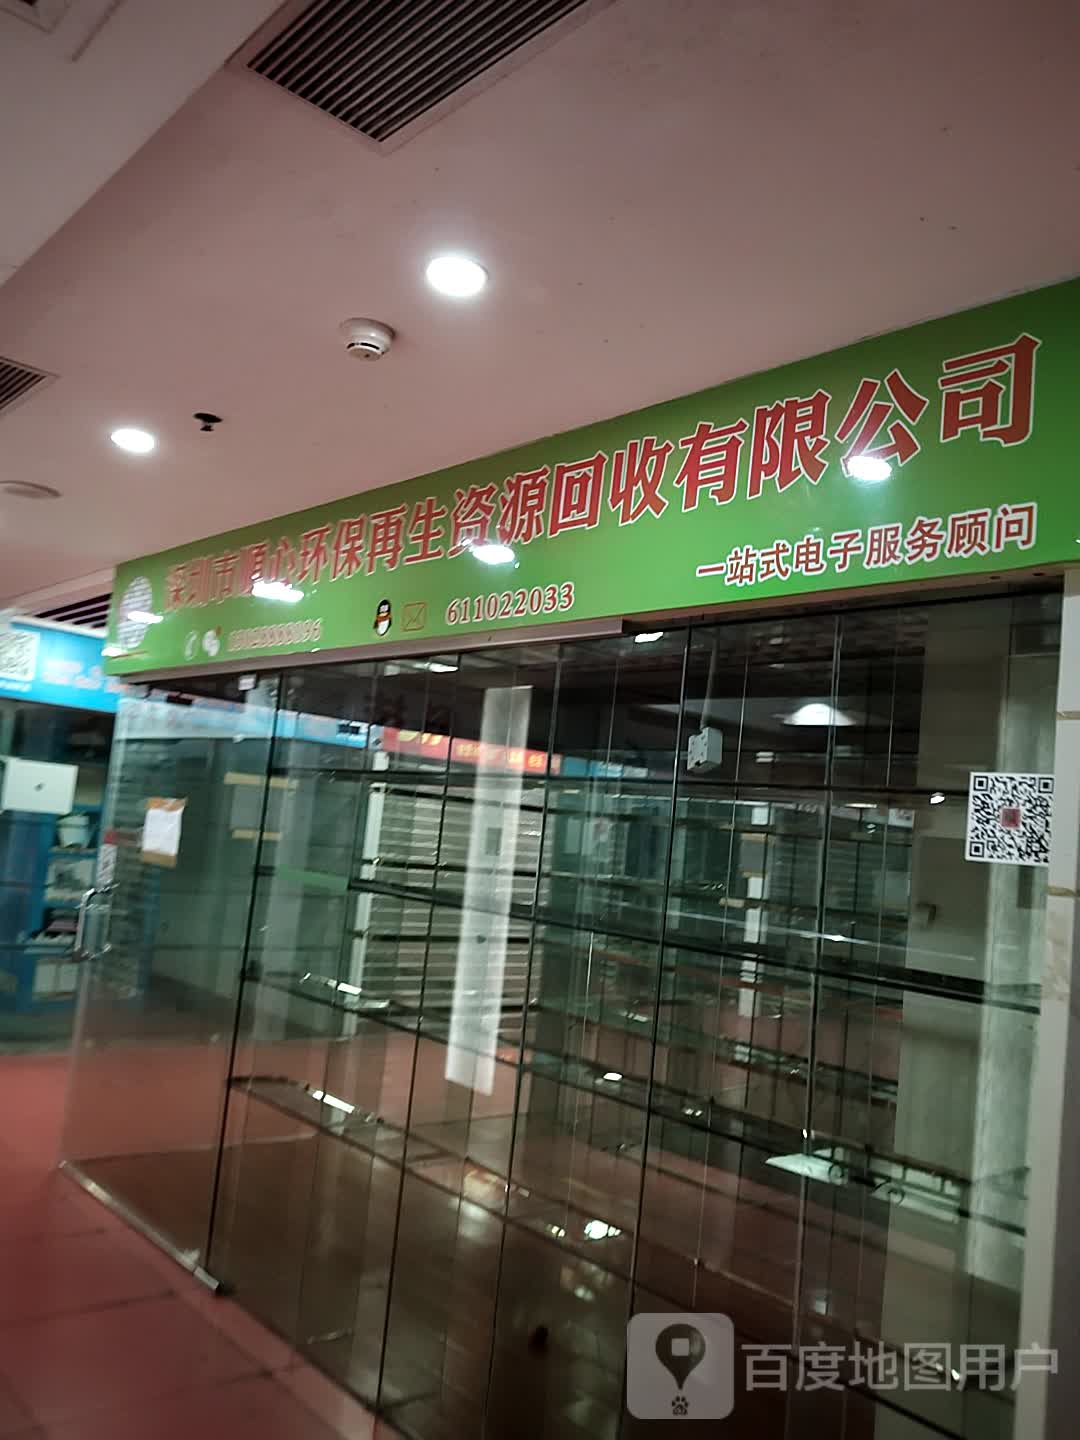 深圳市顺心环保再生资源回收有限公司
611022033
一站式电子服务顾问
百度地图用户